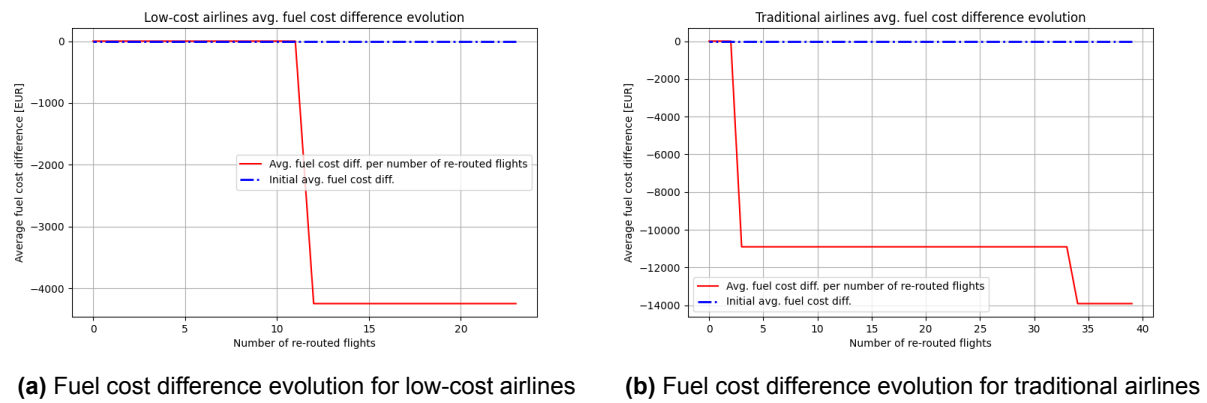 Low-cost airlines avg. fuel cost difference evolution
Average fuel cost difference [EUR]
0
−1000
−2000
−3000
−4000
Avg. fuel cost diff. per number of re-routed flights
Initial avg. fuel cost diff.
0 5 10 15 20
Number of re-routed flights
(a) Fuel cost difference evolution for low-cost airlines
Traditional airlines avg. fuel cost difference evolution
Average fuel cost difference [EUR]
0
−2000
−4000
−6000
−8000
−10000
−12000
−14000
Avg. fuel cost diff. per number of re-routed flights
Initial avg. fuel cost diff.
0 5 10 15 20 25 30 35 40
Number of re-routed flights
(b) Fuel cost difference evolution for traditional airlines